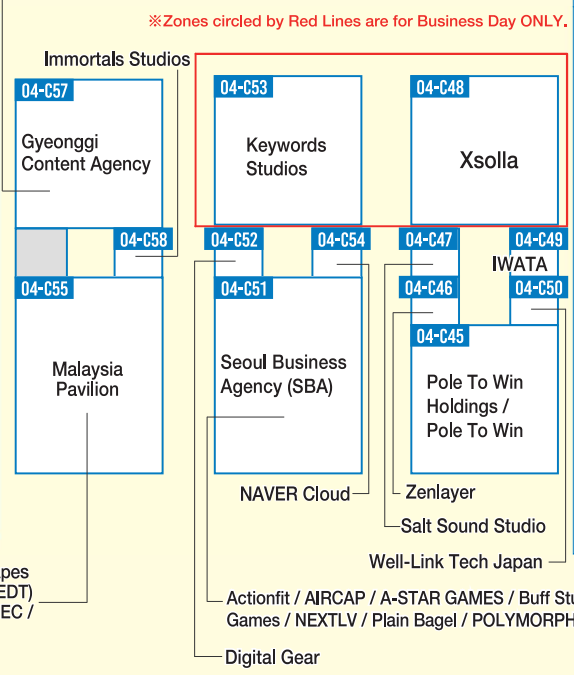 ※Zones circled by Red Lines are for Business Day ONLY.
Immortals Studios
04-C57
Gyeonggi
Content Agency
04-C53
Keywords
Studios
04-C48
Xsolla
04-C58
04-C52
04-C54
04-C47
04-C49
IWATA
04-C55
Malaysia
Pavilion
04-C51
Seoul Business
Agency (SBA)
04-C46
04-C50
04-C45
Pole To Win
Holdings /
Pole To Win
NAVER Cloud
Zenlayer
Salt Sound Studio
Well-Link Tech Japan
apes
EDT)
EC /
Actionfit / AIRCAP / A-STAR GAMES / Buff Stu
Games / NEXTLV / Plain Bagel / POLYMORPH
Digital Gear